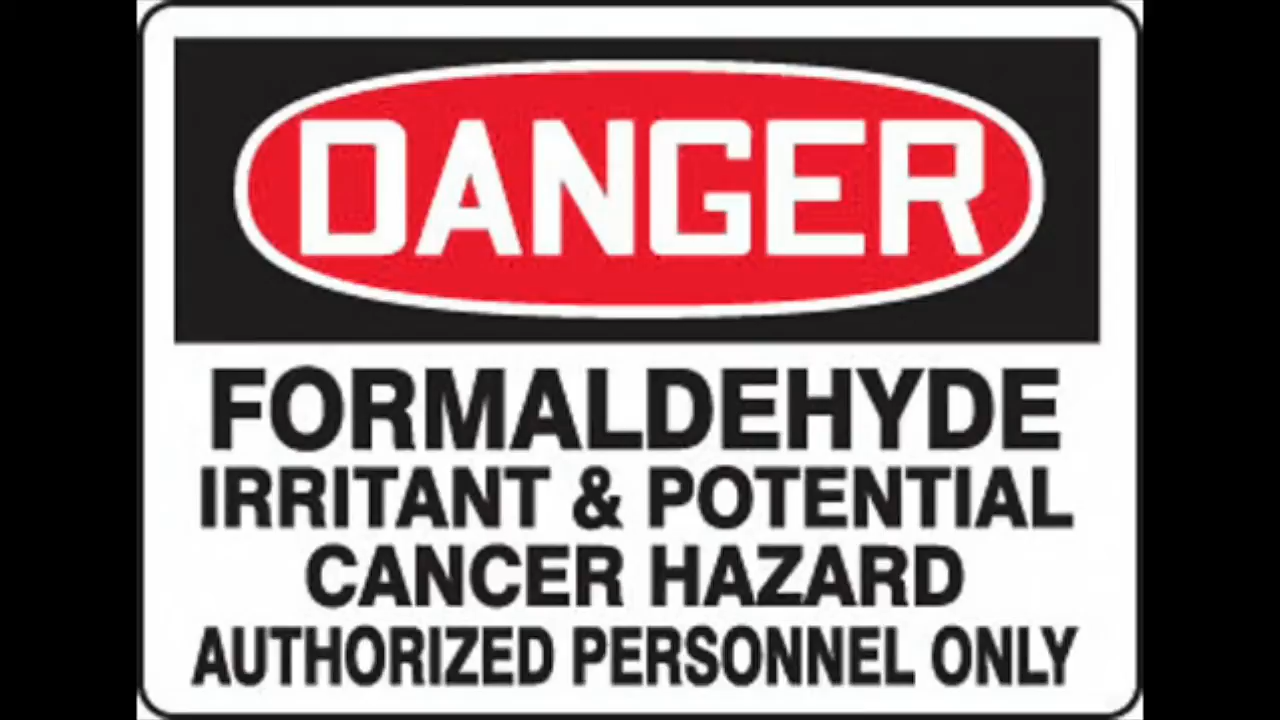 DANGER
FORMALDEHYDE
IRRITANT & POTENTIAL
CANCER HAZARD
AUTHORIZED PERSONNEL ONLY